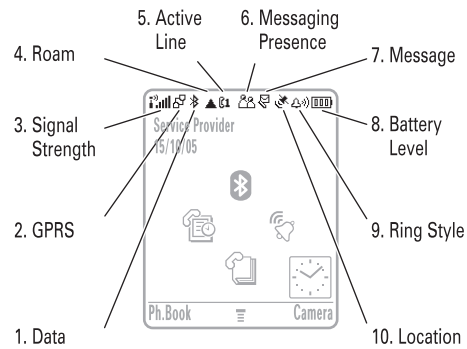 5. Active Line
6. Messaging Presence
4. Roam
7. Message
3. Signal Strength
8. Battery Level
Service Provider
15/10/05
2. GPRS
9. Ring Style
Ph.Book
Camera
1. Data
10. Location